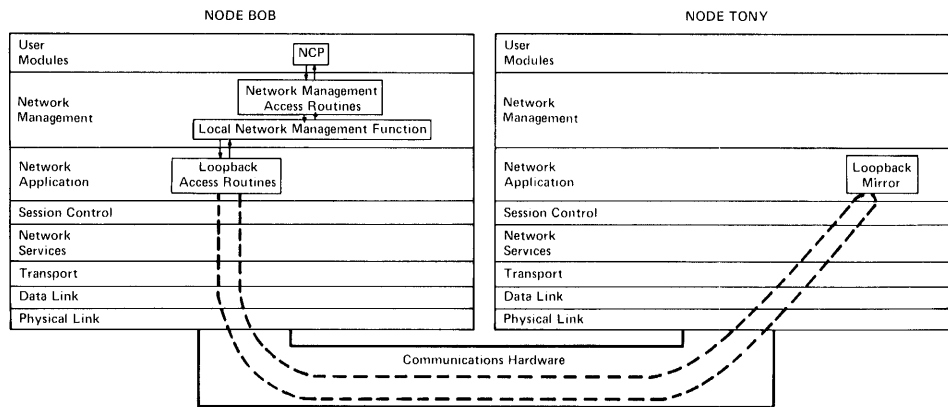 NODE BOB
User
Modules
NCP
Network
Management
Network Management
Access Routines
Local Network Management Function
Network
Application
Loopback
Access Routines
Session Control
Network
Services
Transport
Data Link
Physical Link
NODE TONY
User
Modules
Network
Management
Network
Application
Loopback
Mirror
Session Control
Network
Services
Transport
Data Link
Physical Link
Communications Hardware